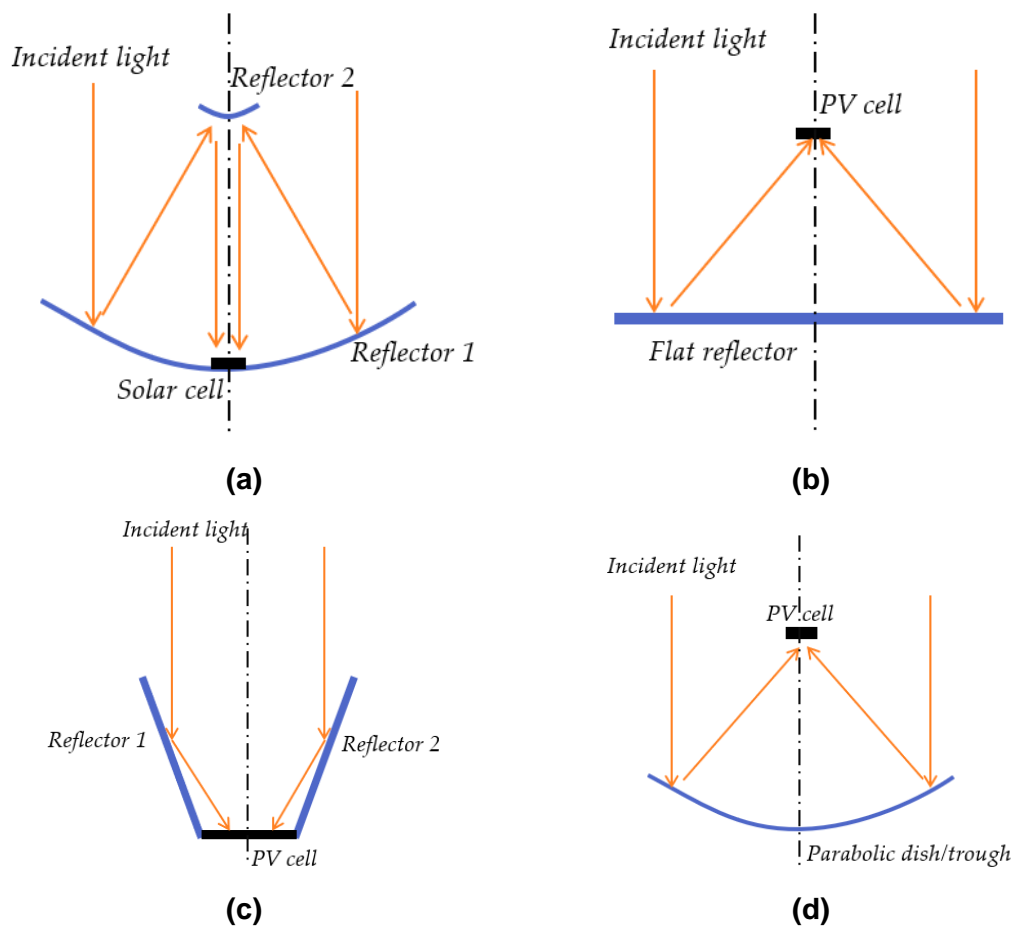 Incident light
Reflector 2
Reflector 1
Solar cell
(a)
Incident light
PV cell
Flat reflector
(b)
Incident light
Reflector 1
Reflector 2
PV cell
(c)
Incident light
PV cell
Parabolic dish/trough
(d)